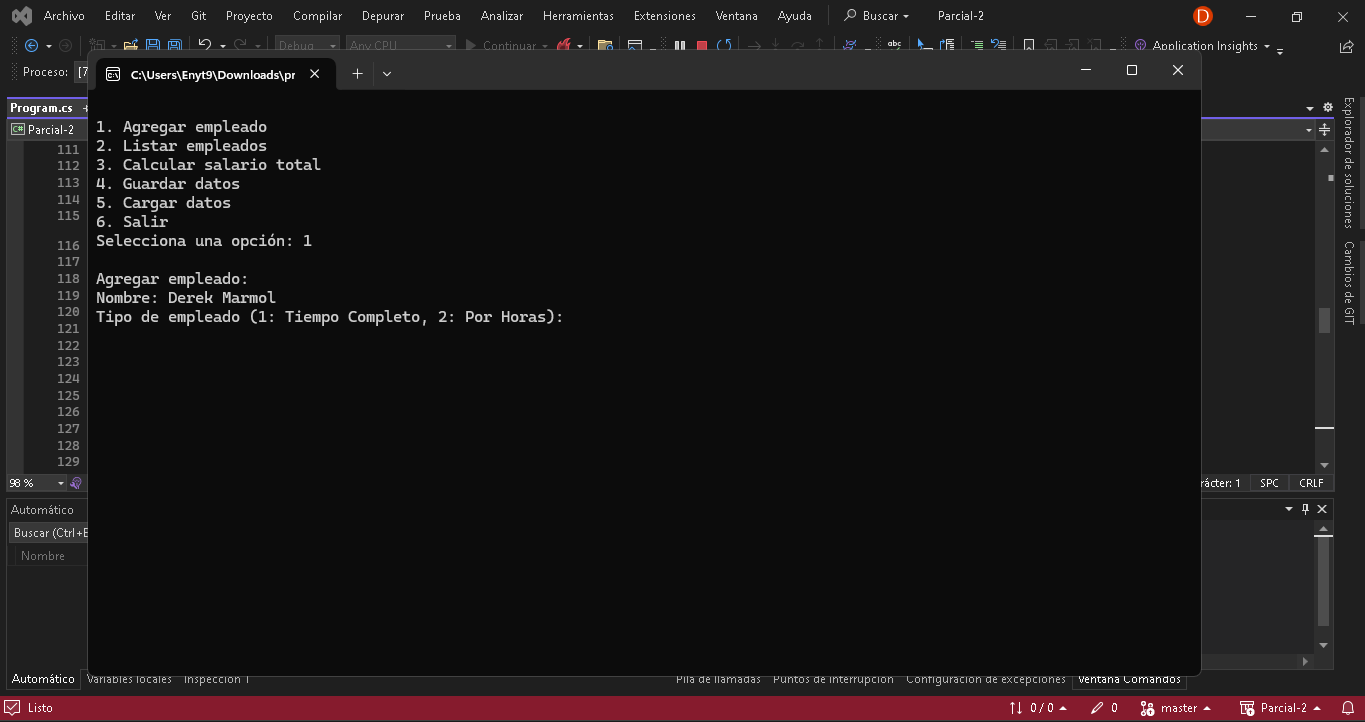 Archivo Editar Ver Git Proyecto Compilar Depurar Prueba Analizar Herramientas Extensiones Ventana Ayuda Buscar Parcial-2 D
Debug Any CPU Continuar abc Application Insights
Proceso: [7
C:\Users\Enyt9\Downloads\pr
Program.cs
C# Parcial-2
1. Agregar empleado
2. Listar empleados
3. Calcular salario total
4. Guardar datos
5. Cargar datos
6. Salir
Selecciona una opción: 1
Agregar empleado:
Nombre: Derek Marmol
Tipo de empleado (1: Tiempo Completo, 2: Por Horas):
111
112
113
114
115
116
117
118
119
120
121
122
123
124
125
126
127
128
129
Explorador de soluciones
Cambios de GIT
98 % rácter: 1 SPC CRLF
Automático
Buscar (Ctrl+E
Nombre
Automático Variables locales Inspección 1 Pila de llamadas Puntos de interrupción Configuración de excepciones Ventana Comandos
Listo 0 / 0 0 master Parcial-2